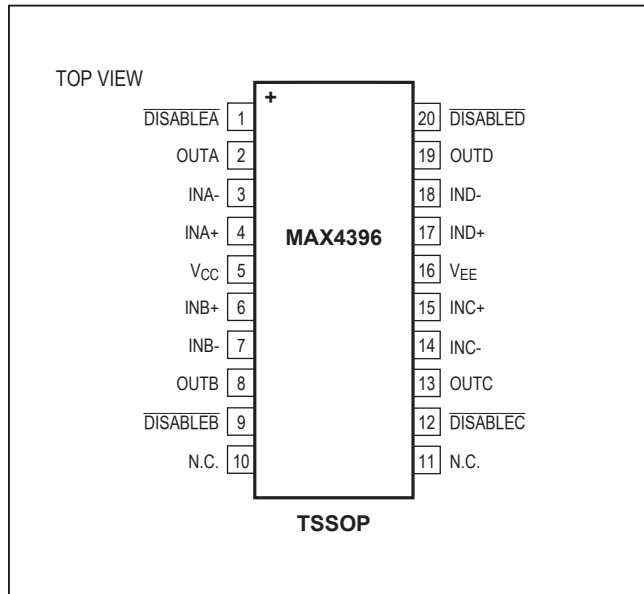 TOP VIEW
+
DISABLEA 1 20 DISABLED
OUTA 2 19 OUTD
INA- 3 18 IND-
INA+ 4 MAX4396 17 IND+
VCC 5 16 VEE
INB+ 6 15 INC+
INB- 7 14 INC-
OUTB 8 13 OUTC
DISABLEB 9 12 DISABLEC
N.C. 10 11 N.C.
TSSOP